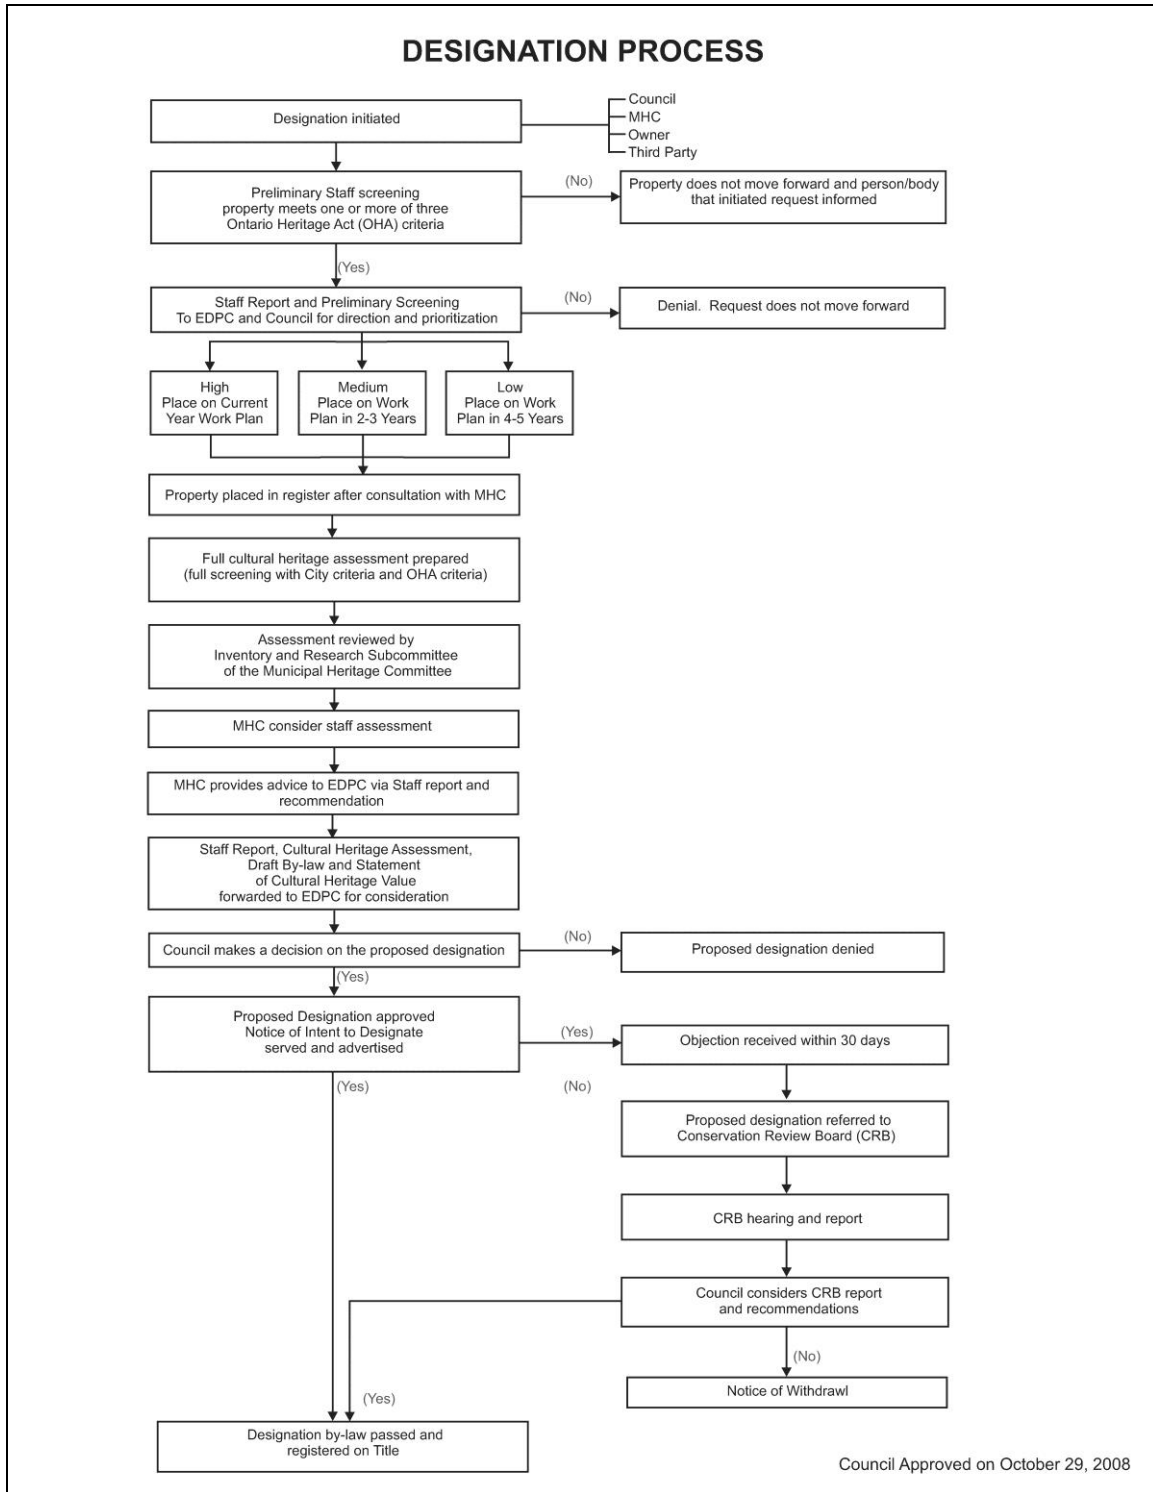 DESIGNATION PROCESS
Designation initiated
Council
MHC
Owner
Third Party
Preliminary Staff screening
property meets one or more of three
Ontario Heritage Act (OHA) criteria
(No)
Property does not move forward and person/body
that initiated request informed
(Yes)
Staff Report and Preliminary Screening
To EDPC and Council for direction and prioritization
(No)
Denial.  Request does not move forward
High
Place on Current
Year Work Plan
Medium
Place on Work
Plan in 2-3 Years
Low
Place on Work
Plan in 4-5 Years
Property placed in register after consultation with MHC
Full cultural heritage assessment prepared
(full screening with City criteria and OHA criteria)
Assessment reviewed by
Inventory and Research Subcommittee
of the Municipal Heritage Committee
MHC consider staff assessment
MHC provides advice to EDPC via Staff report and
recommendation
Staff Report, Cultural Heritage Assessment,
Draft By-law and Statement
of Cultural Heritage Value
forwarded to EDPC for consideration
Council makes a decision on the proposed designation
(No)
Proposed designation denied
(Yes)
Proposed Designation approved
Notice of Intent to Designate
served and advertised
(Yes)
Objection received within 30 days
(Yes)
(No)
Proposed designation referred to
Conservation Review Board (CRB)
CRB hearing and report
Council considers CRB report
and recommendations
(No)
Notice of Withdrawl
(Yes)
Designation by-law passed and
registered on Title
Council Approved on October 29, 2008